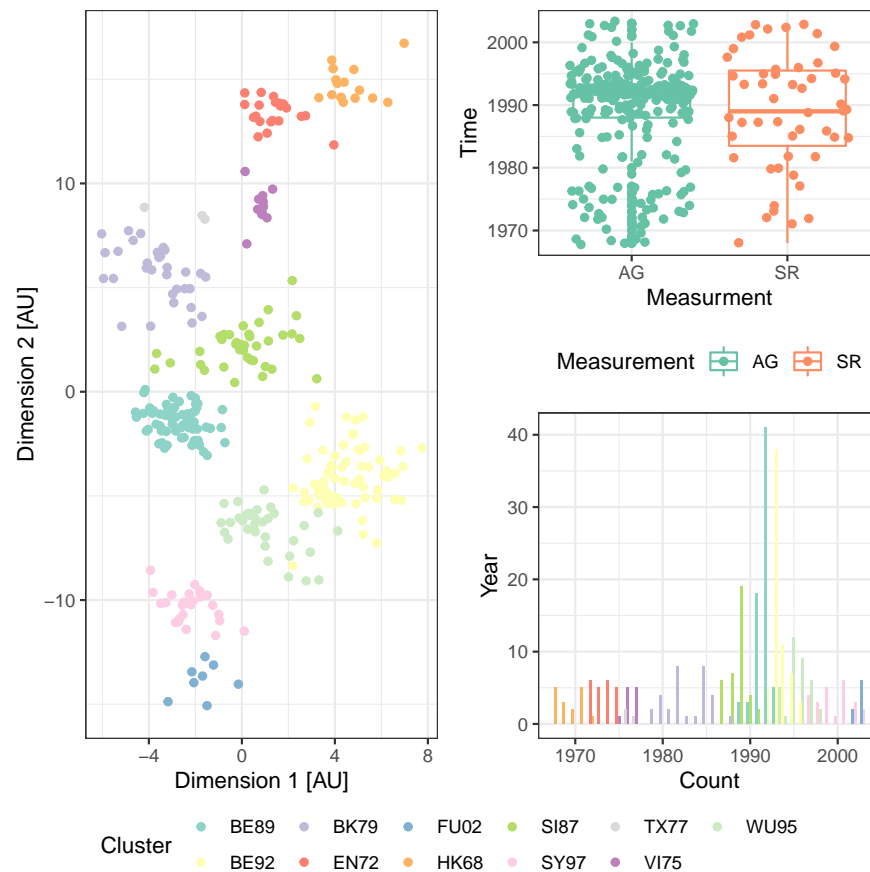 Dimension 2 [AU]
10
0
−10
−4
0
4
8
Dimension 1 [AU]
Time
2000
1990
1980
1970
AG
SR
Measurment
Measurement
AG
SR
Year
40
30
20
10
0
1970
1980
1990
2000
Count
Cluster
BE89
BK79
FU02
SI87
TX77
WU95
BE92
EN72
HK68
SY97
VI75